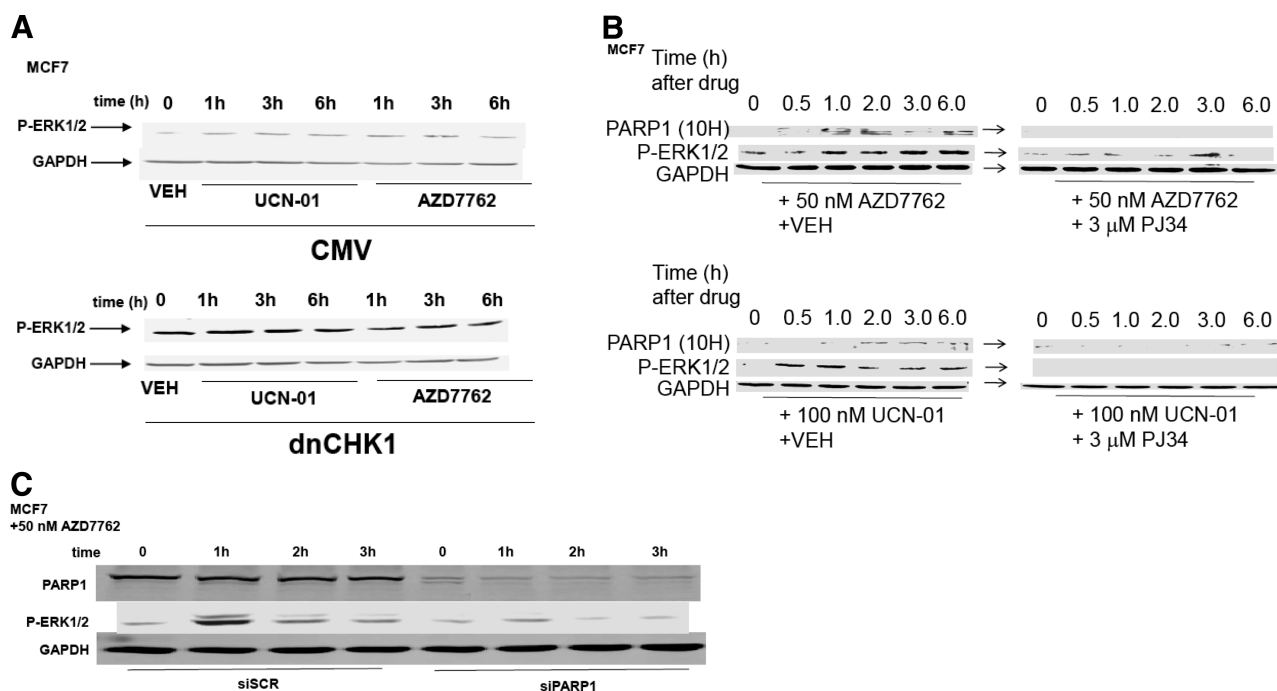 A
MCF7
time (h) 0 1h 3h 6h 1h 3h 6h
P-ERK1/2
GAPDH
VEH UCN-01 AZD7762
CMV
time (h) 0 1h 3h 6h 1h 3h 6h
P-ERK1/2
GAPDH
VEH UCN-01 AZD7762
dnCHK1
B
MCF7
Time (h)
after drug
0 0.5 1.0 2.0 3.0 6.0 0 0.5 1.0 2.0 3.0 6.0
PARP1 (10H)
P-ERK1/2
GAPDH
+ 50 nM AZD7762 + 50 nM AZD7762
+VEH + 3 µM PJ34
Time (h)
after drug
0 0.5 1.0 2.0 3.0 6.0 0 0.5 1.0 2.0 3.0 6.0
PARP1 (10H)
P-ERK1/2
GAPDH
+ 100 nM UCN-01 + 100 nM UCN-01
+VEH + 3 µM PJ34
C
MCF7
+50 nM AZD7762
time 0 1h 2h 3h 0 1h 2h 3h
PARP1
P-ERK1/2
GAPDH
siSCR siPARP1